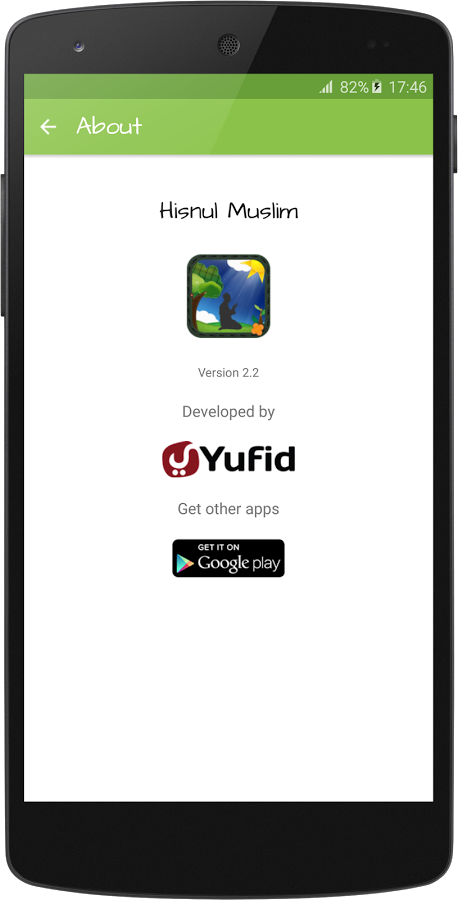 82% 17:46
About
Hisnul Muslim
Version 2.2
Developed by
Yufid
Get other apps
GET IT ON
Google play